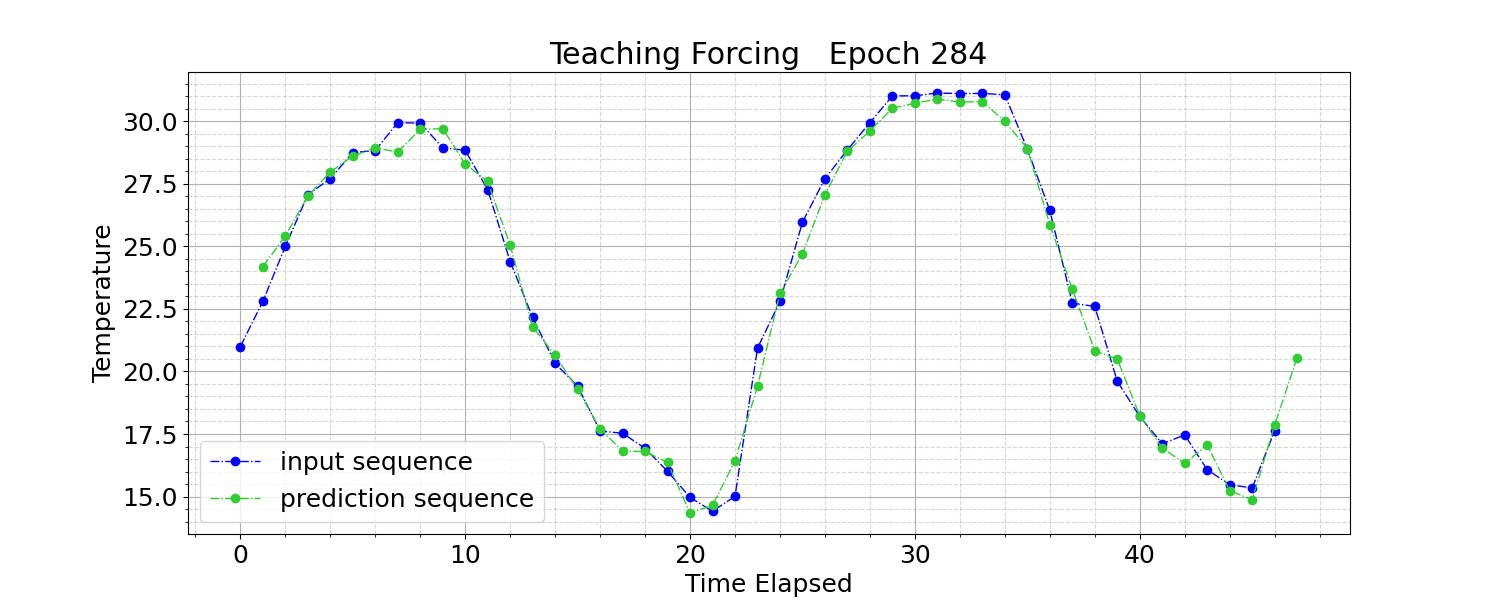 Teaching Forcing   Epoch 284
Temperature
30.0
27.5
25.0
22.5
20.0
17.5
15.0
input sequence
prediction sequence
0 10 20 30 40
Time Elapsed